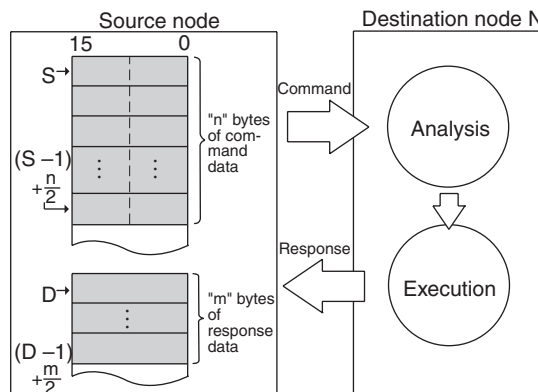 Source node
Destination node N
15 0
S
"n" bytes
of com-
mand
data
(S –1)
+n/2
Command
Analysis
Response
D
"m" bytes
of
response
data
(D –1)
+m/2
Execution